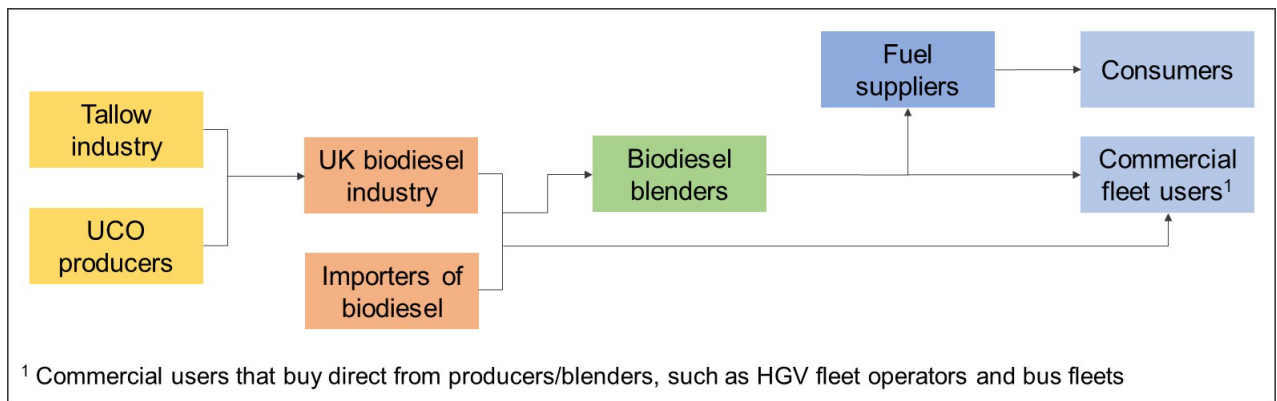 Fuel
suppliers
Consumers
Tallow
industry
UK biodiesel
industry
Biodiesel
blenders
Commercial
fleet users¹
UCO
producers
Importers of
biodiesel
¹ Commercial users that buy direct from producers/blenders, such as HGV fleet operators and bus fleets